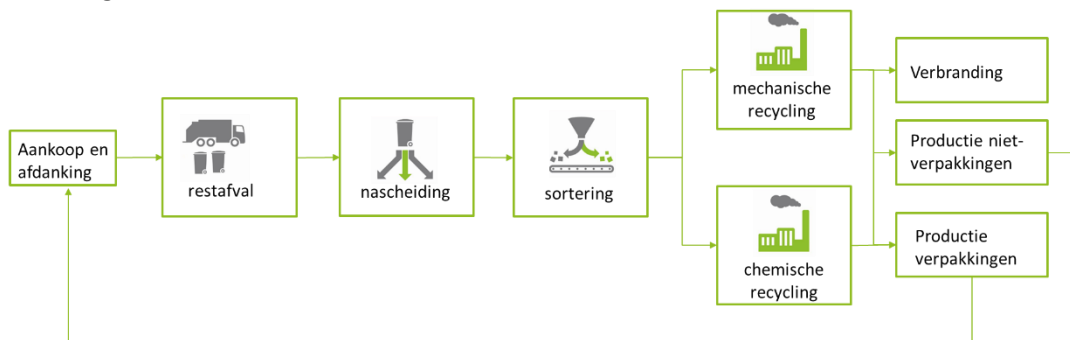 Aankoop en
afdanking
restafval
nascheiding
sortering
mechanische
recycling
chemische
recycling
Verbranding
Productie niet-
verpakkingen
Productie
verpakkingen